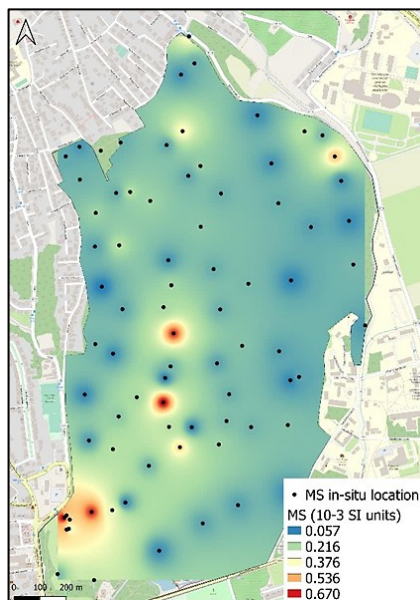 N
MS in-situ location
MS (10-3 SI units)
0.057
0.216
0.376
0.536
0.670
0 100 200 m